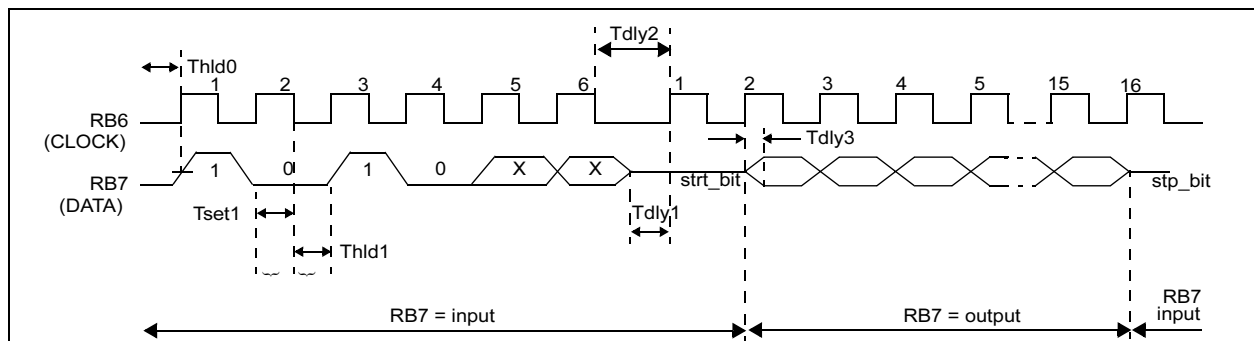 Tdly2
Thld0
1 2 3 4 5 6 1 2 3 4 5 15 16
RB6
(CLOCK)
Tdly3
RB7
(DATA)
1 0 1 0 X X strt_bit stp_bit
Tset1
Tdly1
Thld1
RB7 = input
RB7 = output
RB7
input